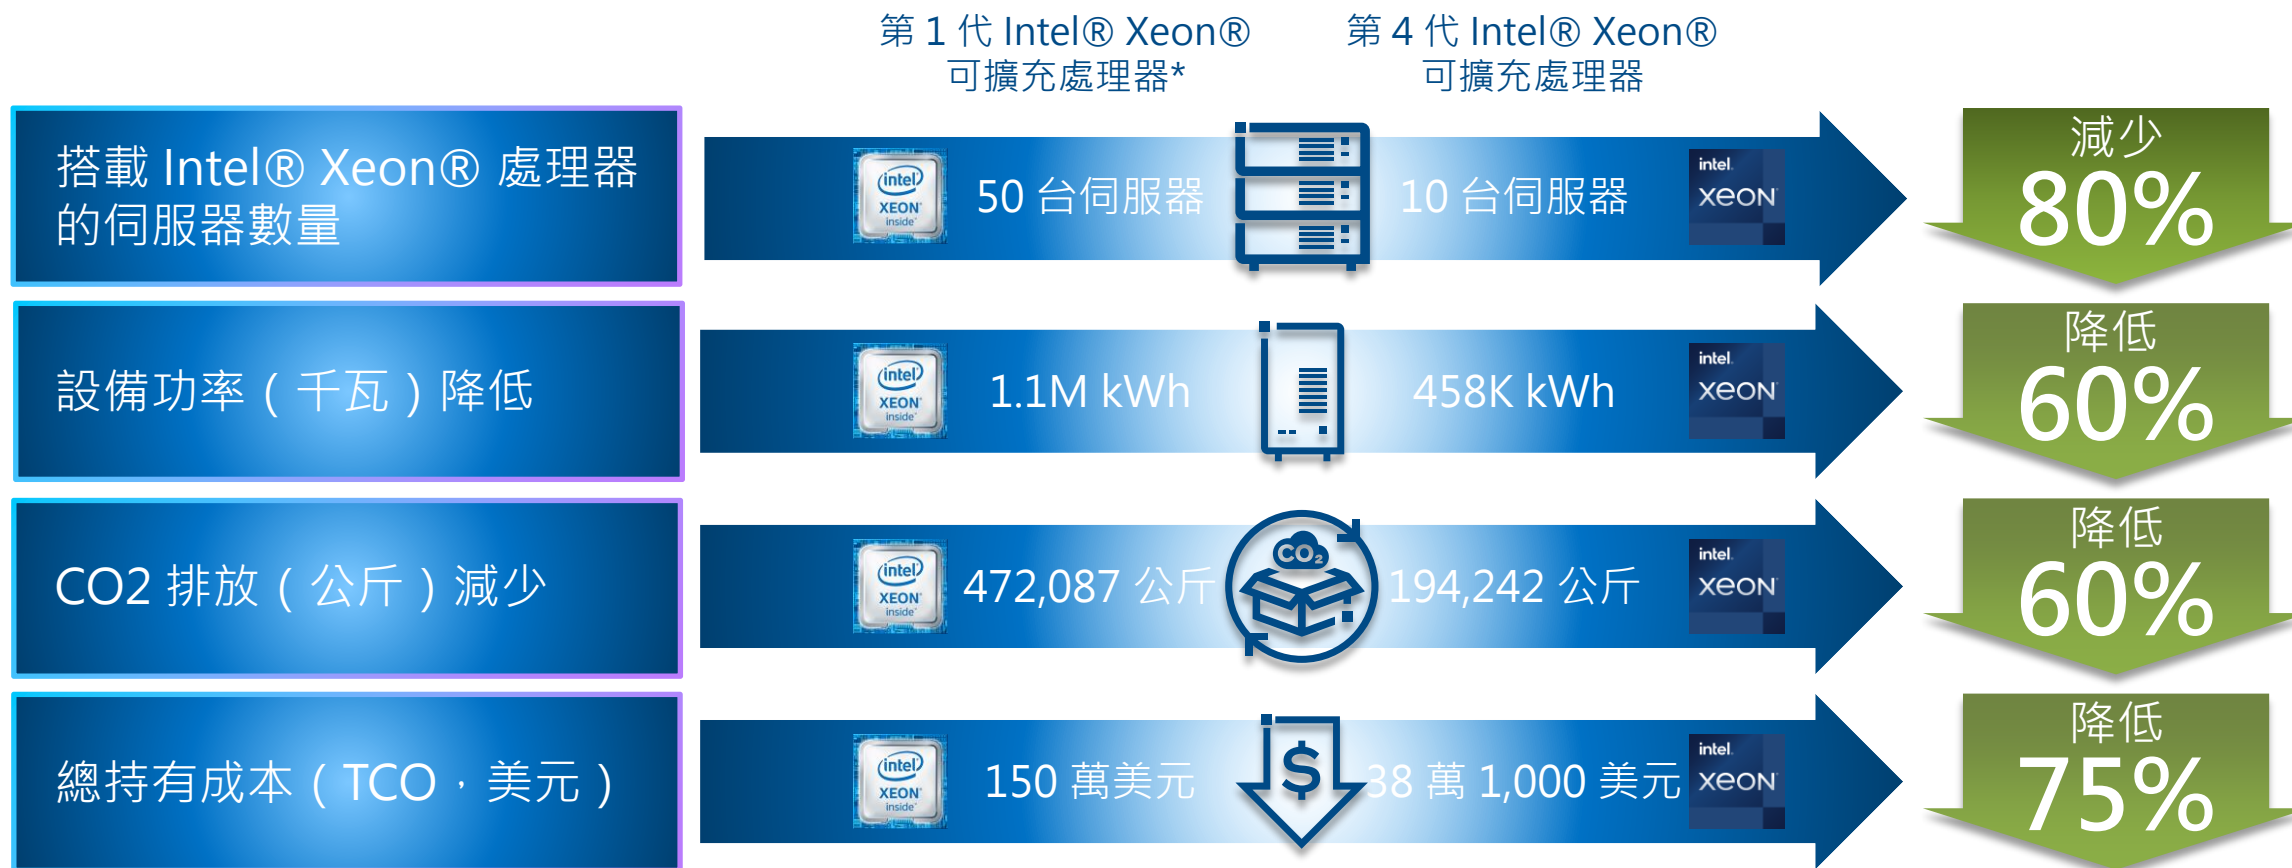 第 1 代 Intel® Xeon®
可擴充處理器*
第 4 代 Intel® Xeon®
可擴充處理器
搭載 Intel® Xeon® 處理器
的伺服器數量
intel
XEON
inside
50 台伺服器
10 台伺服器
intel.
xeon
減少
80%
設備功率（千瓦）降低
intel
XEON
inside
1.1M kWh
458K kWh
intel.
xeon
降低
60%
CO2 排放（公斤）減少
intel
XEON
inside
472,087 公斤
CO2
194,242 公斤
intel.
xeon
降低
60%
總持有成本（TCO，美元）
intel
XEON
inside
150 萬美元
$
38 萬 1,000 美元
intel.
xeon
降低
75%